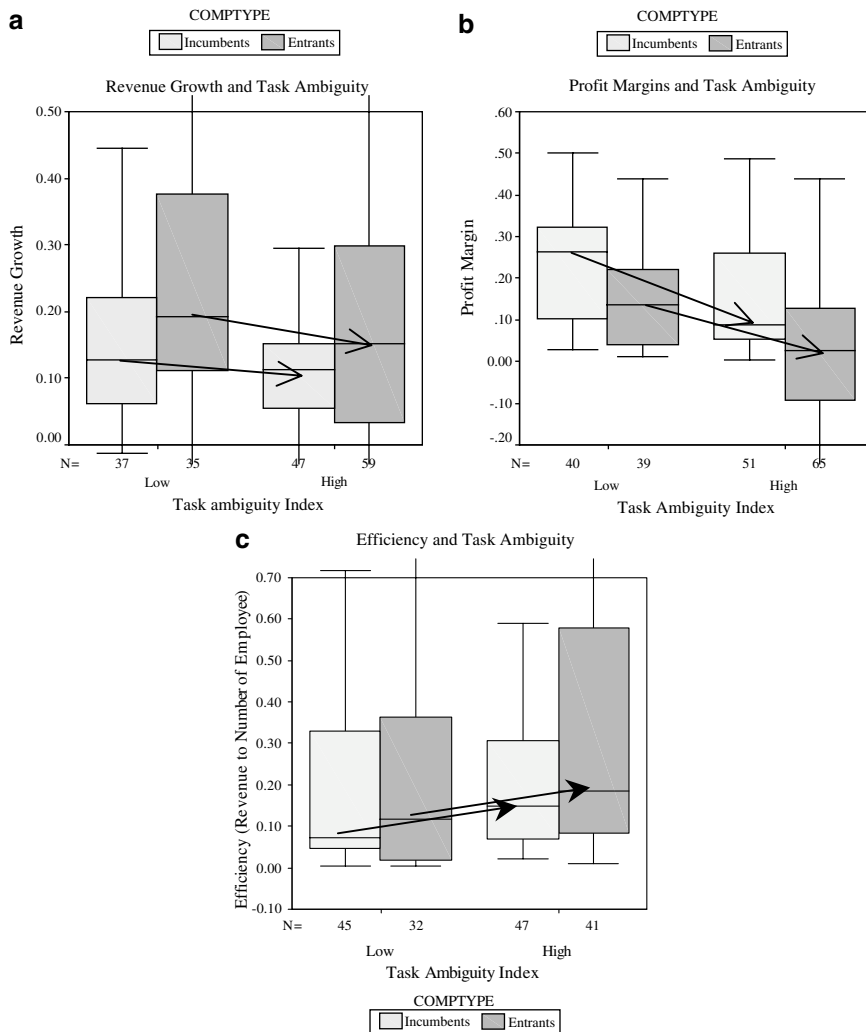 a
COMPTYPE
Incumbents Entrants
Revenue Growth and Task Ambiguity
0.50
0.40
0.30
0.20
0.10
0.00
Revenue Growth
N= 37 35 47 59
Low High
Task ambiguity Index
b
COMPTYPE
Incumbents Entrants
Profit Margins and Task Ambiguity
.60
.50
.40
.30
.20
.10
0.00
-.10
-.20
Profit Margin
N= 40 39 51 65
Low High
Task Ambiguity Index
c
Efficiency and Task Ambiguity
0.70
0.60
0.50
0.40
0.30
0.20
0.10
0.00
-0.10
Efficiency (Revenue to Number of Employee)
N= 45 32 47 41
Low High
Task Ambiguity Index
COMPTYPE
Incumbents Entrants